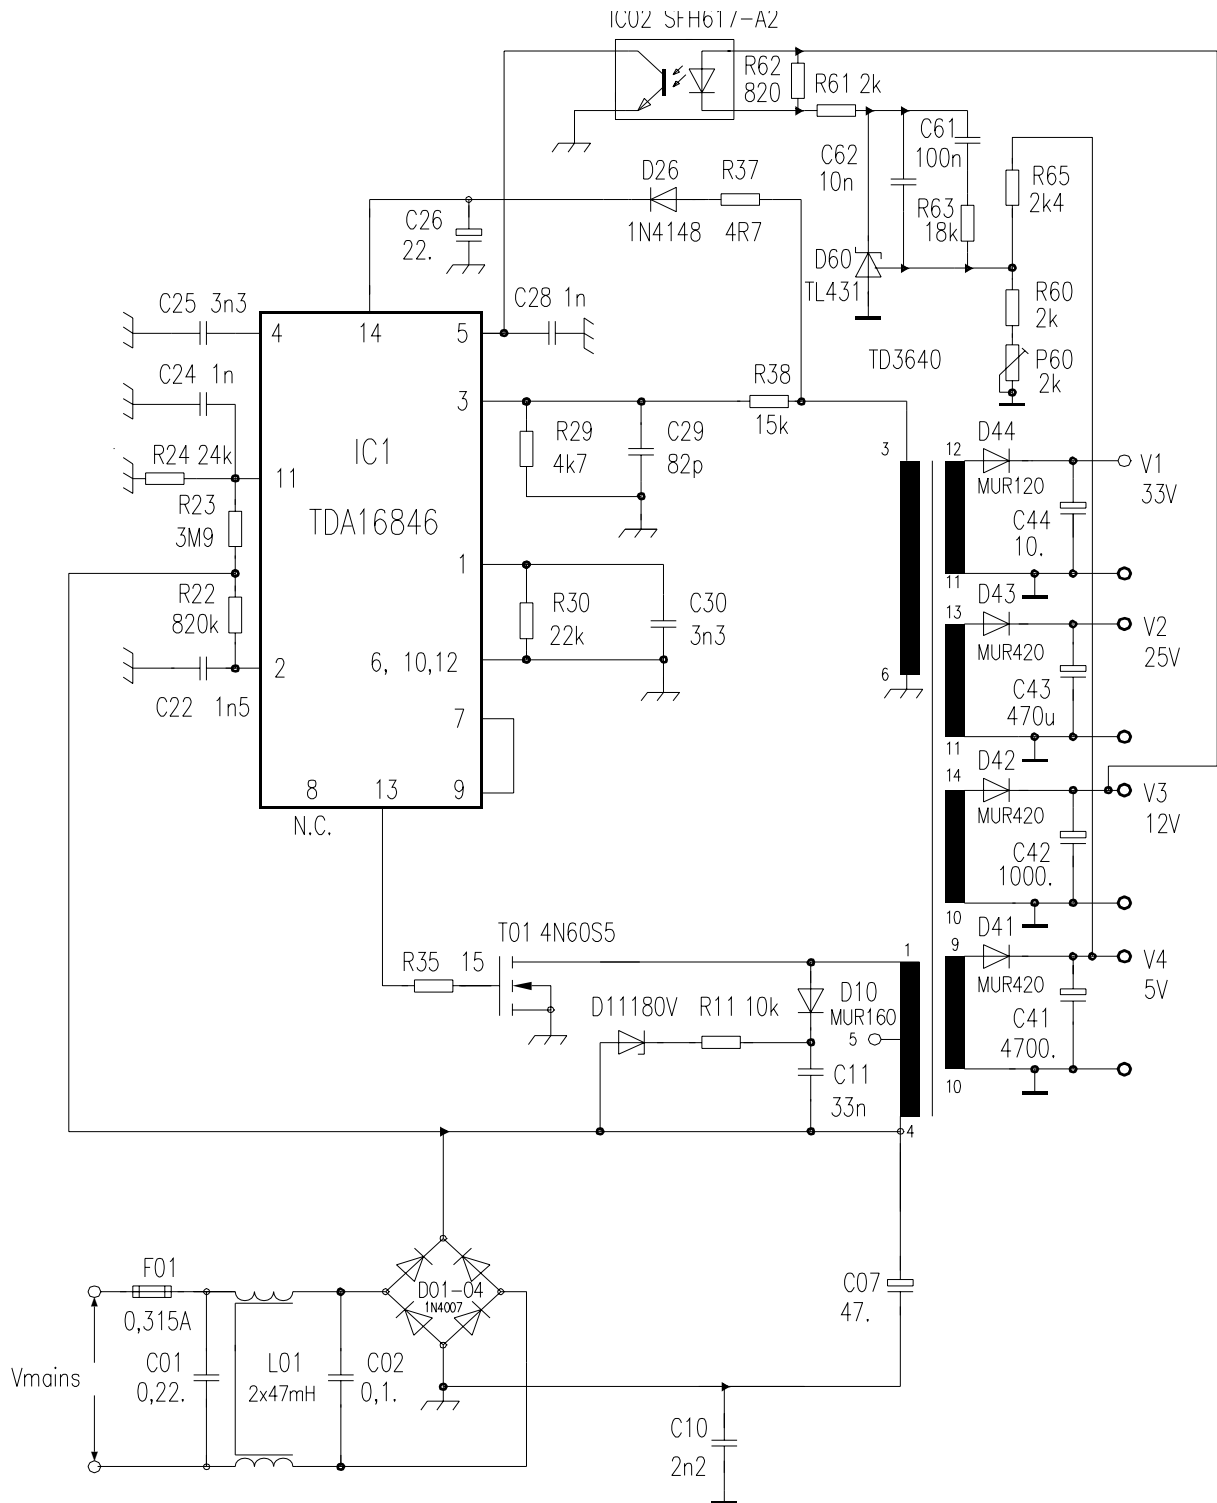 IC02 SFH617-A2
R62
820
R61 2k
C61
100n
C62
10n
R63
18k
R65
2k4
D26
1N4148
R37
4R7
C26
22.
D60
TL431
R60
2k
P60
2k
C25 3n3
C28 1n
4
14
5
TD3640
C24 1n
3
R38
15k
R29
4k7
C29
82p
IC1
TDA16846
R24 24k
11
R23
3M9
3
12
D44
MUR120
V1
33V
C44
10.
11
1
R22
820k
R30
22k
C30
3n3
D43
13
MUR420
V2
25V
2
6, 10,12
6
C43
470u
C22 1n5
7
11
D42
14
MUR420
V3
12V
8
13
9
N.C.
C42
1000.
10
D41
9
MUR420
V4
5V
T01 4N60S5
1
R35 15
D10
MUR160
5
D11180V
R11 10k
C41
4700.
C11
33n
10
4
F01
0,315A
D01-04
1N4007
C07
47.
Vmains
C01
0,22.
L01
2x47mH
C02
0,1.
C10
2n2